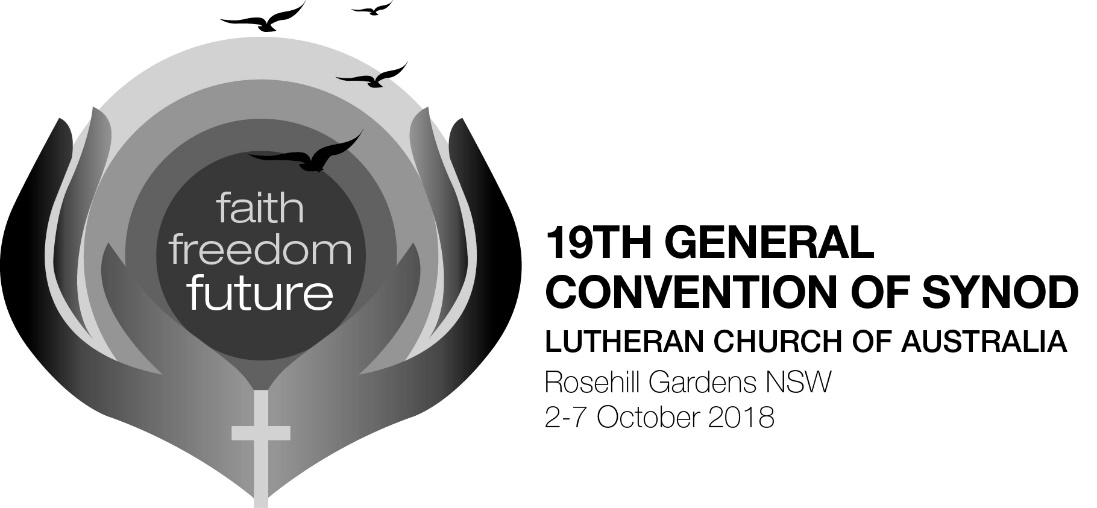 faith
freedom
future
19TH GENERAL
CONVENTION OF SYNOD
LUTHERAN CHURCH OF AUSTRALIA
Rosehill Gardens NSW
2-7 October 2018